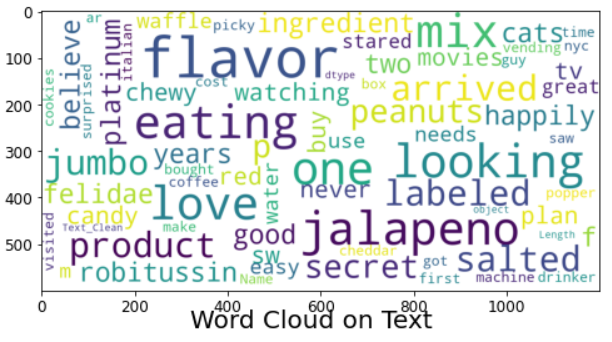 0
100
200
300
400
500
0 200 400 600 800 1000
ar waffle picky ingredient mix cats time
believe platinum italian flavor stared movies guy vending nyc
cookies surprised chewy cost watching dtype two box arrived tv great
eating p buy peanuts happily
jumbo years bought coffee red water one use needs looking saw
felidae love never labeled popper
candy visited Text_Clean make good jalapeno object plan
product sw cheddar secret got salted Length f
m robitussin Name easy first machine drinker
Word Cloud on Text